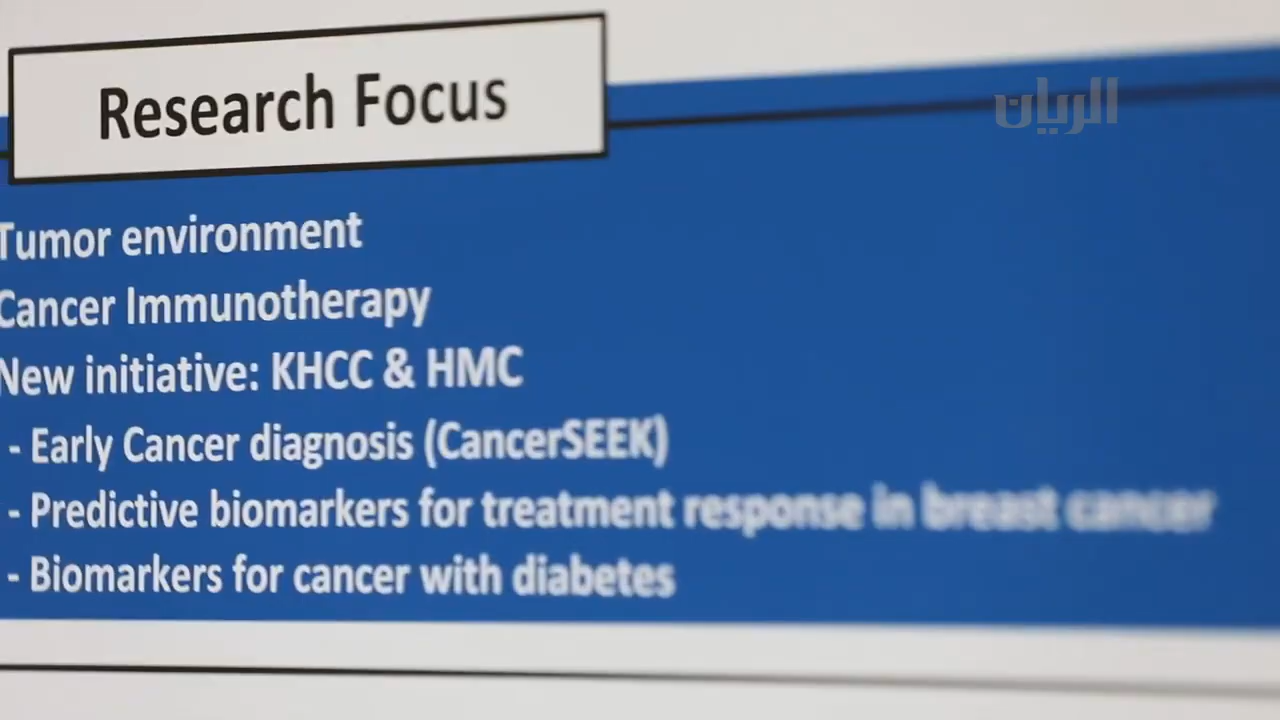 Research Focus
الريان
Tumor environment
Cancer Immunotherapy
New initiative: KHCC & HMC
- Early Cancer diagnosis (CancerSEEK)
- Predictive biomarkers for treatment response in breast cancer
- Biomarkers for cancer with diabetes